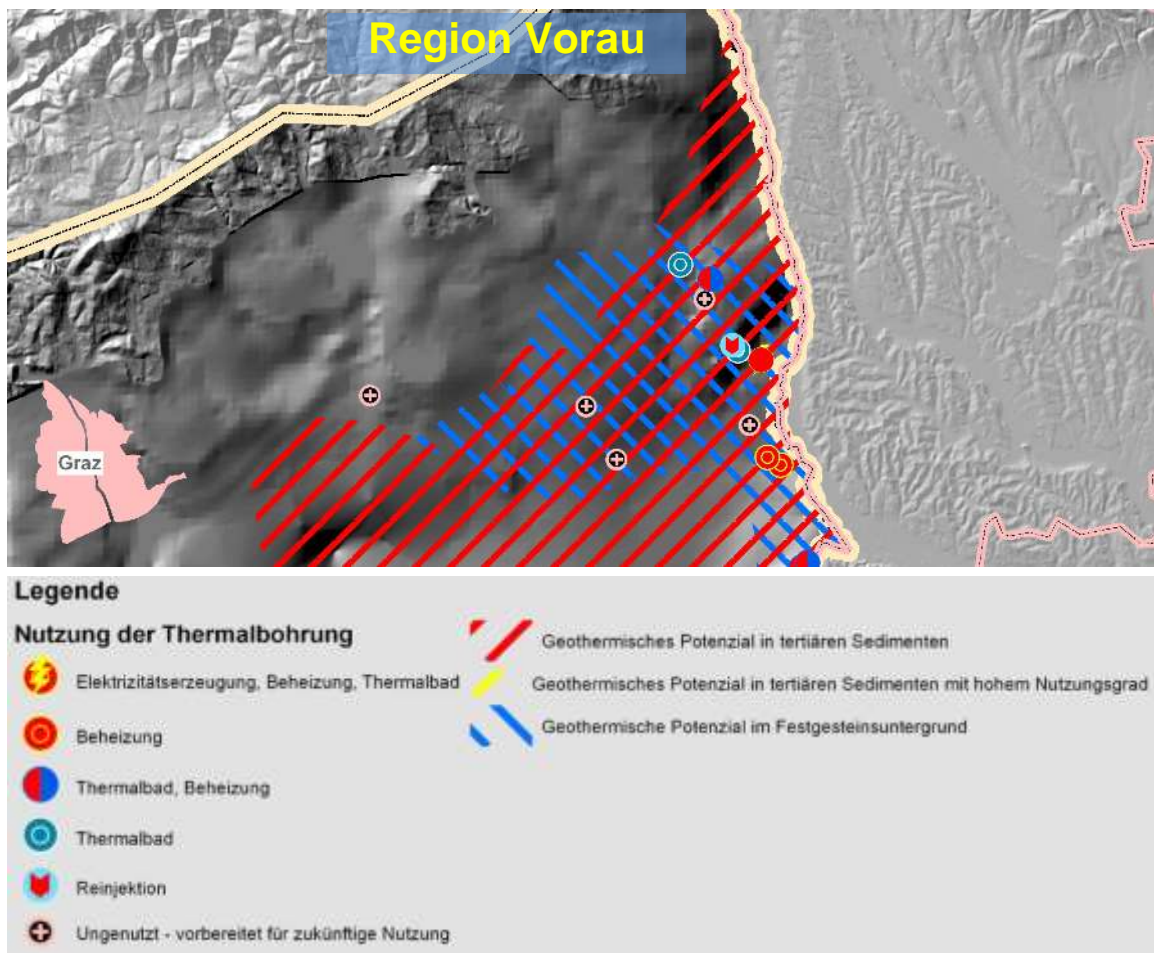 Region Vorau
Graz
Legende
Nutzung der Thermalbohrung
Elektrizitätserzeugung, Beheizung, Thermalbad
Beheizung
Thermalbad, Beheizung
Thermalbad
Reinjektion
Ungenutzt - vorbereitet für zukünftige Nutzung
Geothermisches Potenzial in tertiären Sedimenten
Geothermisches Potenzial in tertiären Sedimenten mit hohem Nutzungsgrad
Geothermische Potenzial im Festgesteinsuntergrund